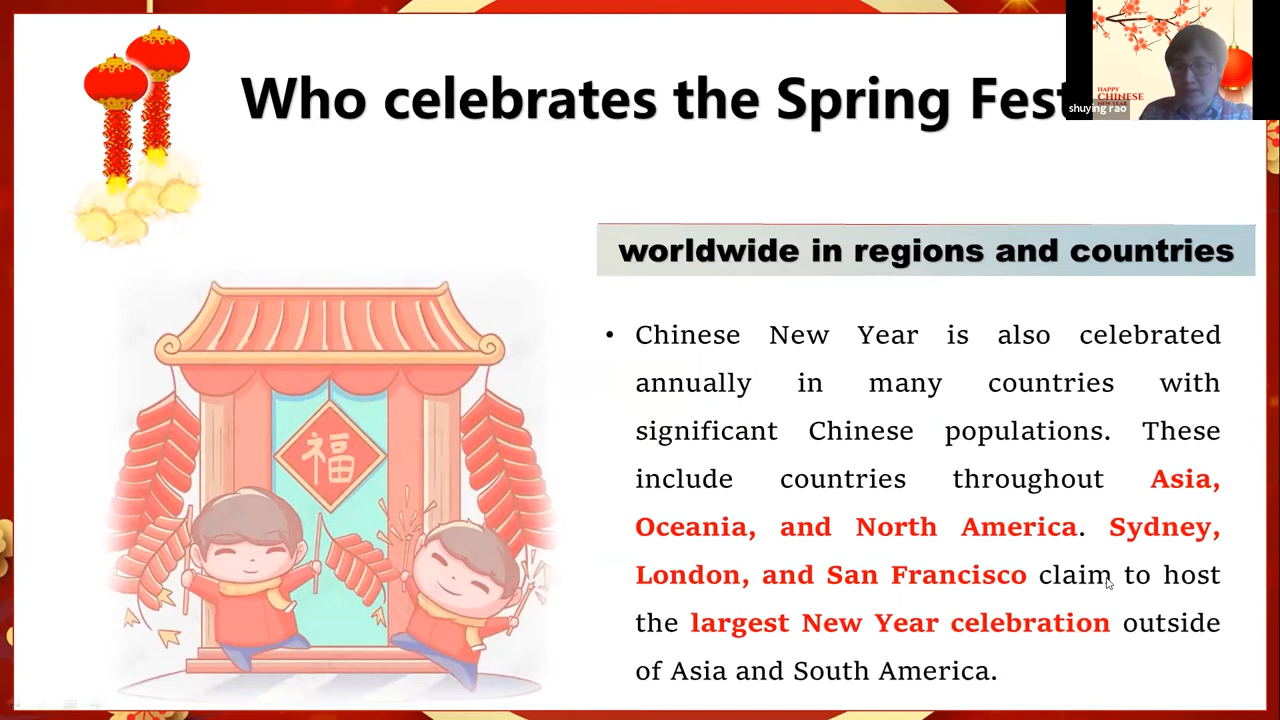 Who celebrates the Spring Fest
HAPPY
CHINESE
NEW YEAR
shuying rao
worldwide in regions and countries
• Chinese New Year is also celebrated
annually in many countries with
significant Chinese populations. These
include countries throughout Asia,
Oceania, and North America. Sydney,
London, and San Francisco claim to host
the largest New Year celebration outside
of Asia and South America.
福